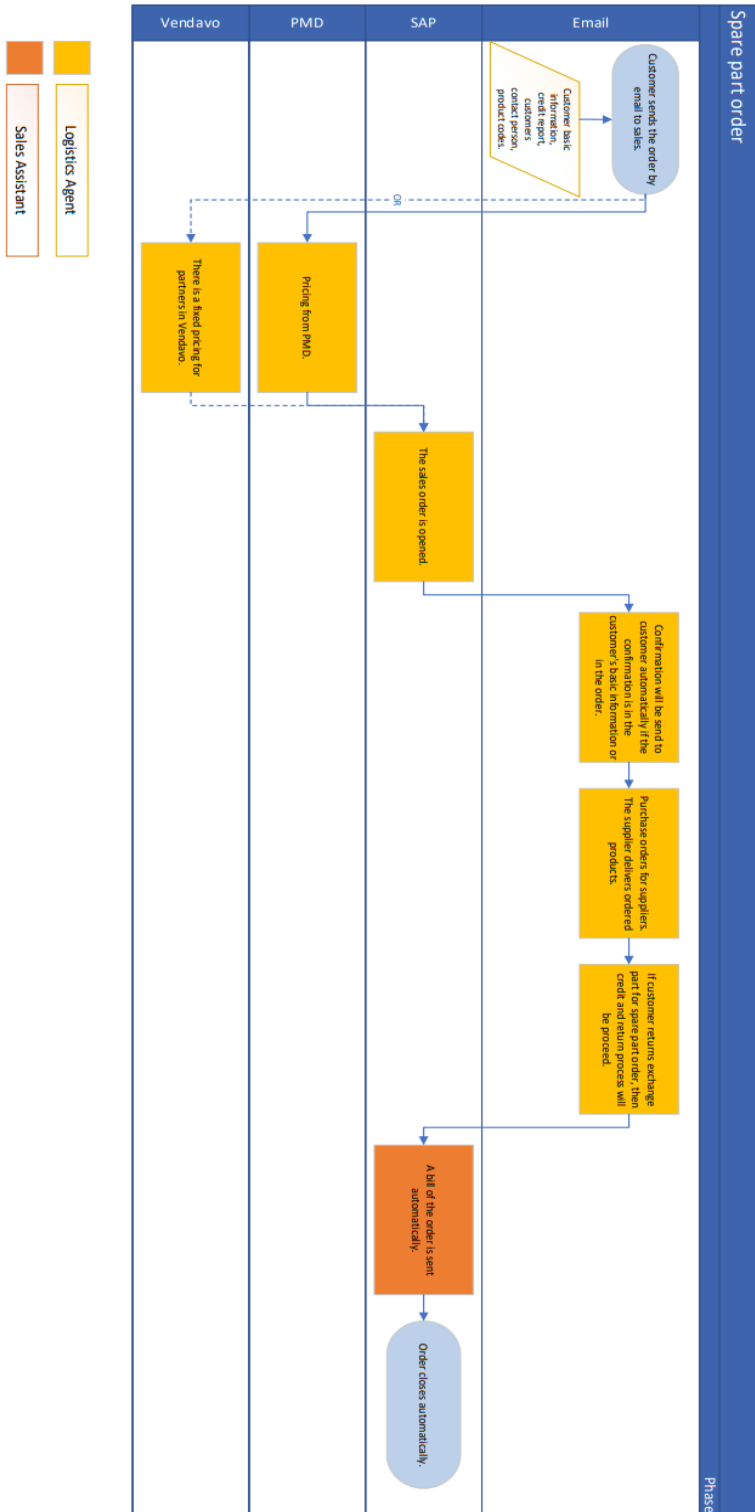 Spare part order
Phase
Email
SAP
PMD
Vendavo
Customer sends the order by
email to sales.
Customer basic
information,
credit report,
customers
contact person,
product codes.
OR
Pricing from PMD.
There is a fixed pricing for
partners in Vendavo.
The sales order is opened.
Confirmation will be send to
customer automatically if the
confirmation is in the
customer's basic information or
in the order.
Purchase orders for suppliers.
The supplier delivers ordered
products.
If customer returns exchange
part for spare part order, then
credit and return process will
be proceed.
A bill of the order is sent
automatically.
Order closes automatically.
Logistics Agent
Sales Assistant